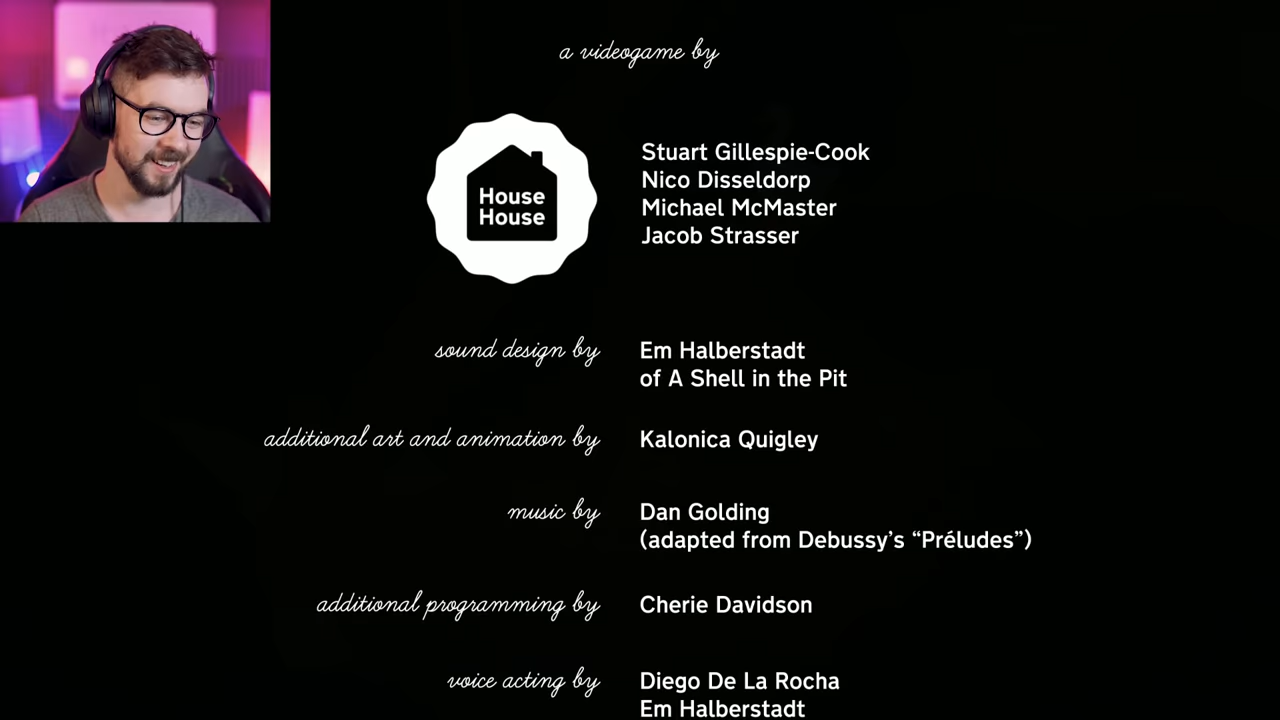 a videogame by
House
House
Stuart Gillespie-Cook
Nico Disseldorp
Michael McMaster
Jacob Strasser
sound design by
Em Halberstadt
of A Shell in the Pit
additional art and animation by
Kalonica Quigley
music by
Dan Golding
(adapted from Debussy’s “Préludes”)
additional programming by
Cherie Davidson
voice acting by
Diego De La Rocha
Em Halberstadt